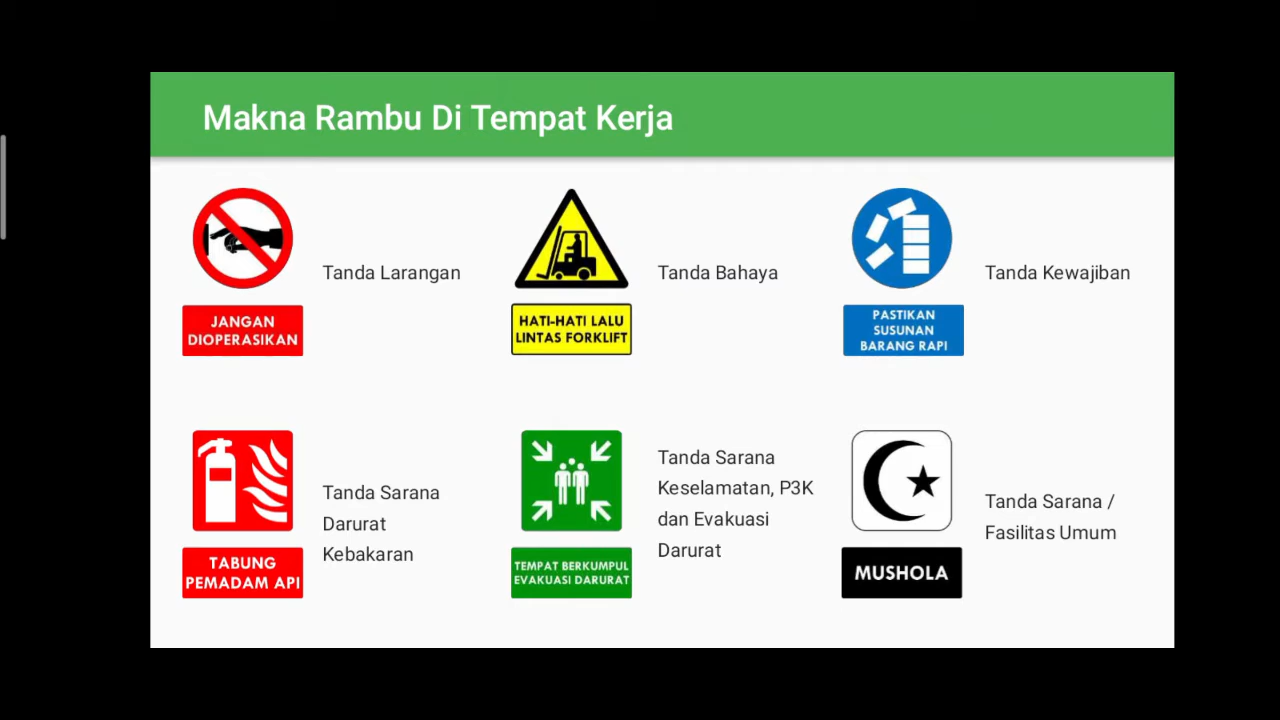 Makna Rambu Di Tempat Kerja
Tanda Larangan
JANGAN
DIOPERASIKAN
Tanda Bahaya
HATI-HATI LALU
LINTAS FORKLIFT
Tanda Kewajiban
PASTIKAN
SUSUNAN
BARANG RAPI
Tanda Sarana
Darurat
Kebakaran
TABUNG
PEMADAM API
Tanda Sarana
Keselamatan, P3K
dan Evakuasi
Darurat
TEMPAT BERKUMPUL
EVAKUASI DARURAT
Tanda Sarana /
Fasilitas Umum
MUSHOLA